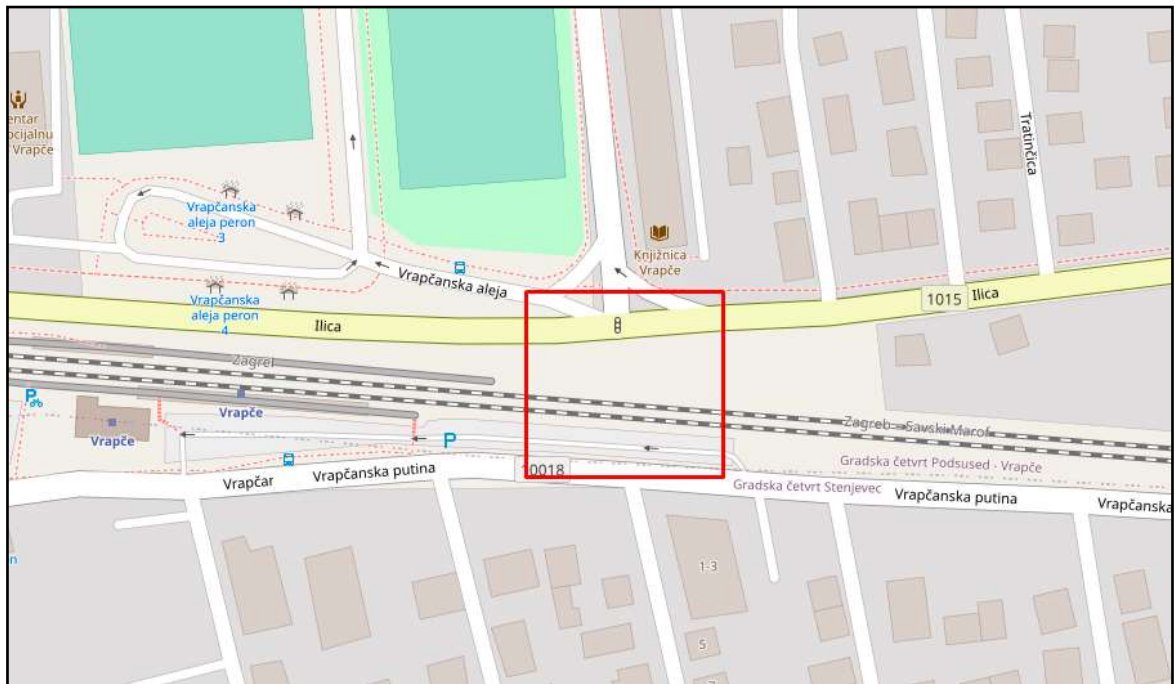 entar
ocijalnu
Vrapče
Vrapčanska
aleja peron
3
Knjižnica
Vrapče
Tratinčica
Vrapčanska aleja
Vrapčanska
aleja peron
4
Ilica
1015
Ilica
Zagreb
P
Vrapče
Vrapče
P
Zagreb - Savski Marof
Gradska četvrt Podsused - Vrapče
Vrapčanska putina
10018
Vrapčar
Gradska četvrt Stenjevec
Vrapčanska putina
Vrapčanska
n
1-3
5
7